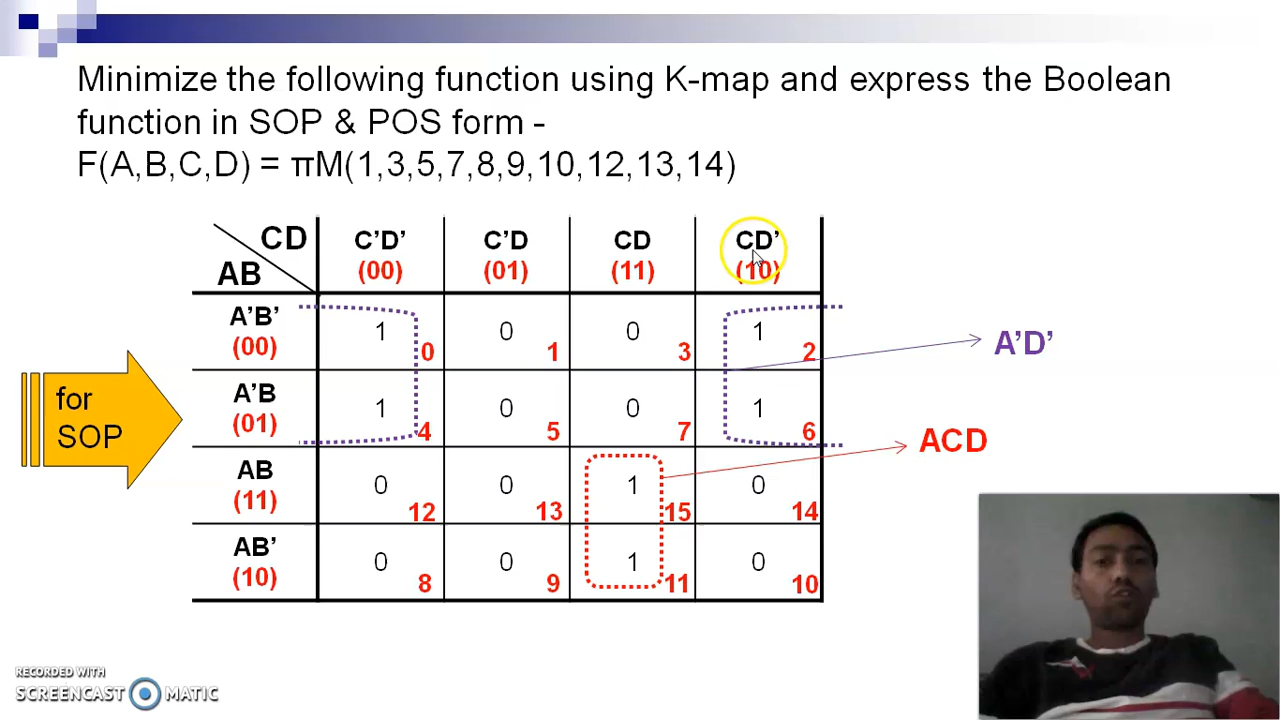 Minimize the following function using K-map and express the Boolean
function in SOP & POS form -
F(A,B,C,D) = πM(1,3,5,7,8,9,10,12,13,14)
CD
AB
C’D’ C’D CD CD’
(00) (01) (11) (10)
A’B’ 1 0 0 1
(00) 0 1 3 2
A’B 1 0 0 1
(01) 4 5 7 6
AB 0 0 1 0
(11) 12 13 15 14
AB’ 0 0 1 0
(10) 8 9 11 10
for
SOP
A’D’
ACD
RECORDED WITH
SCREENCAST MATIC